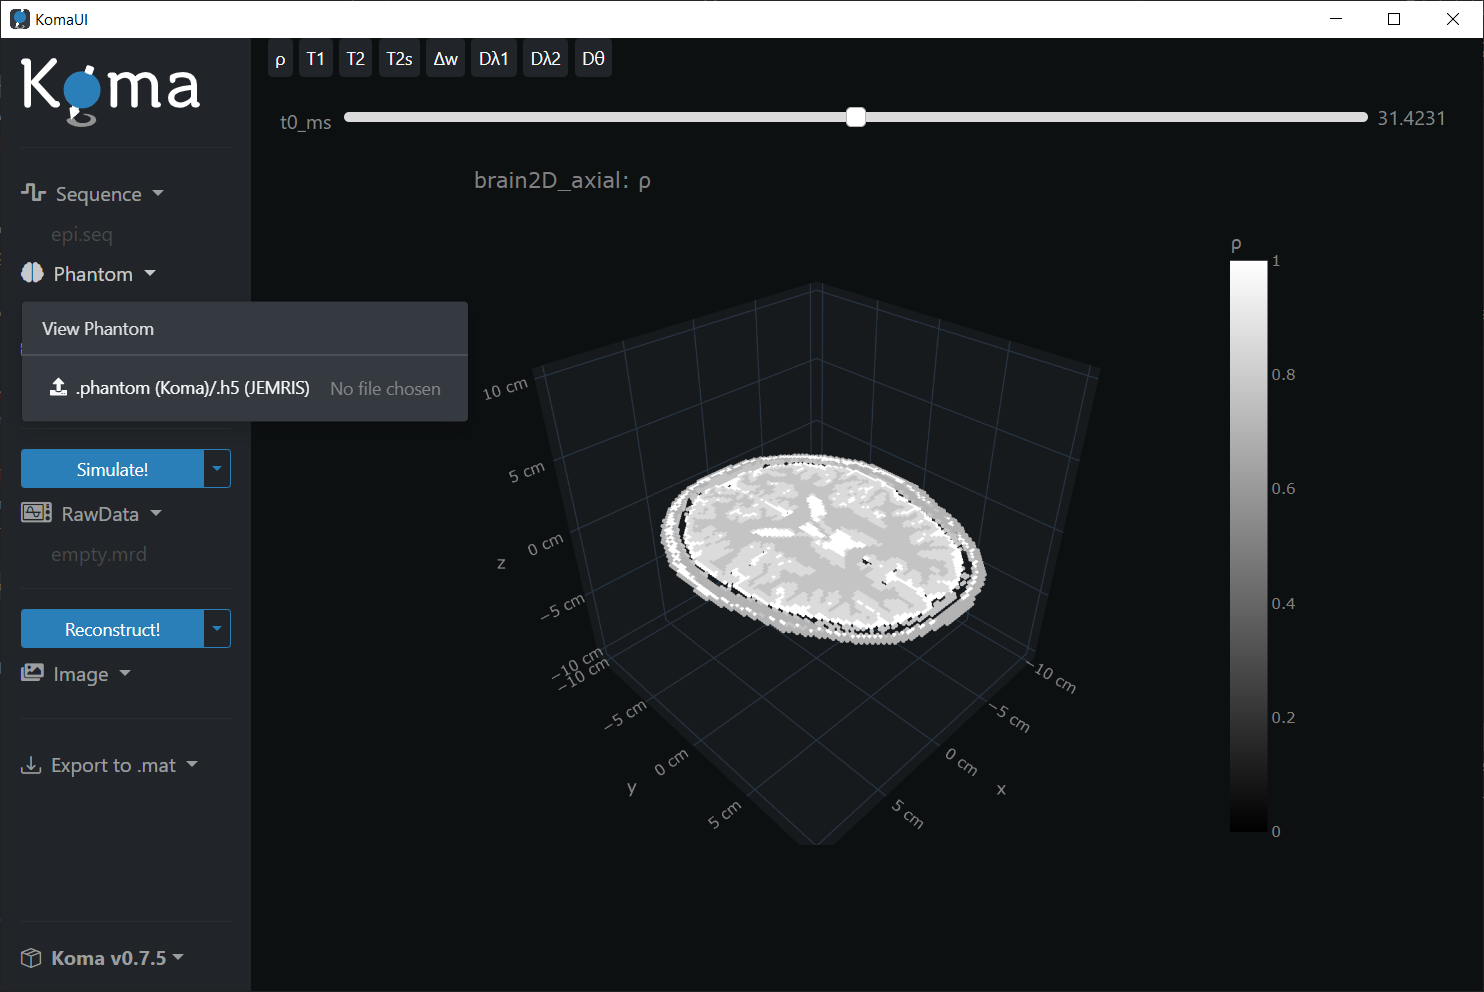 KomaUI
Koma
Sequence
epi.seq
Phantom
View Phantom
.phantom (Koma)/.h5 (JEMRIS) No file chosen
Simulate!
RawData
empty.mrd
Reconstruct!
Image
Export to .mat
Koma v0.7.5
ρ T1 T2 T2s Δw Dλ1 Dλ2 Dθ
t0_ms 31.4231
brain2D_axial: ρ
10 cm
5 cm
0 cm
z
−5 cm
−10 cm
−10 cm
−5 cm
0 cm
y
5 cm
−10 cm
−5 cm
0 cm
x
5 cm
ρ
1
0.8
0.6
0.4
0.2
0